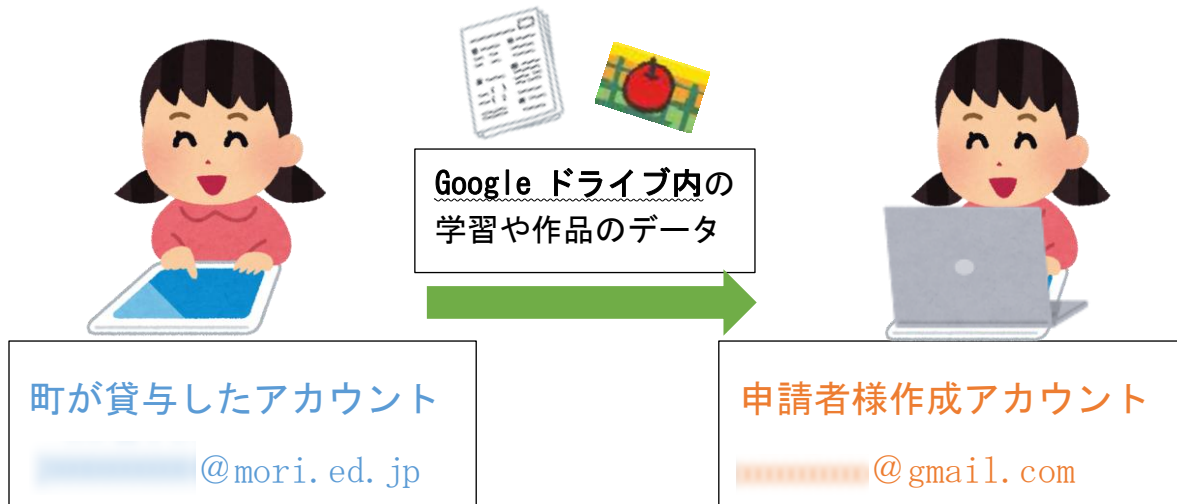 Google ドライブ内の
学習や作品のデータ
町が貸与したアカウント
@mori.ed.jp
申請者様作成アカウント
@gmail.com